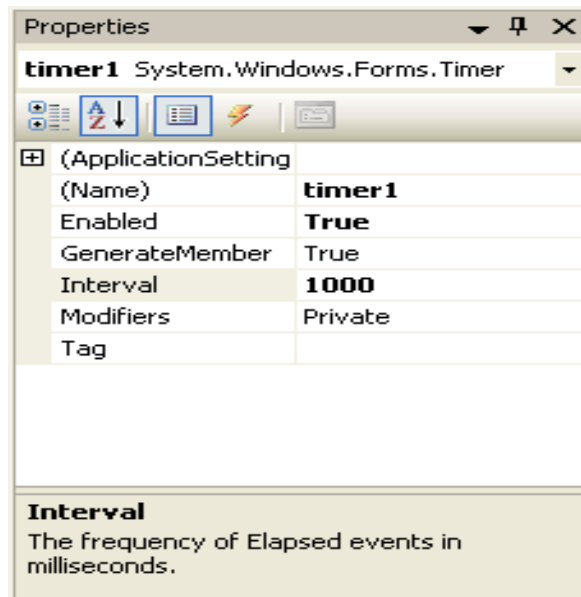 Properties
timer1 System.Windows.Forms.Timer
(ApplicationSetting
(Name) timer1
Enabled True
GenerateMember True
Interval 1000
Modifiers Private
Tag
Interval
The frequency of Elapsed events in
milliseconds.